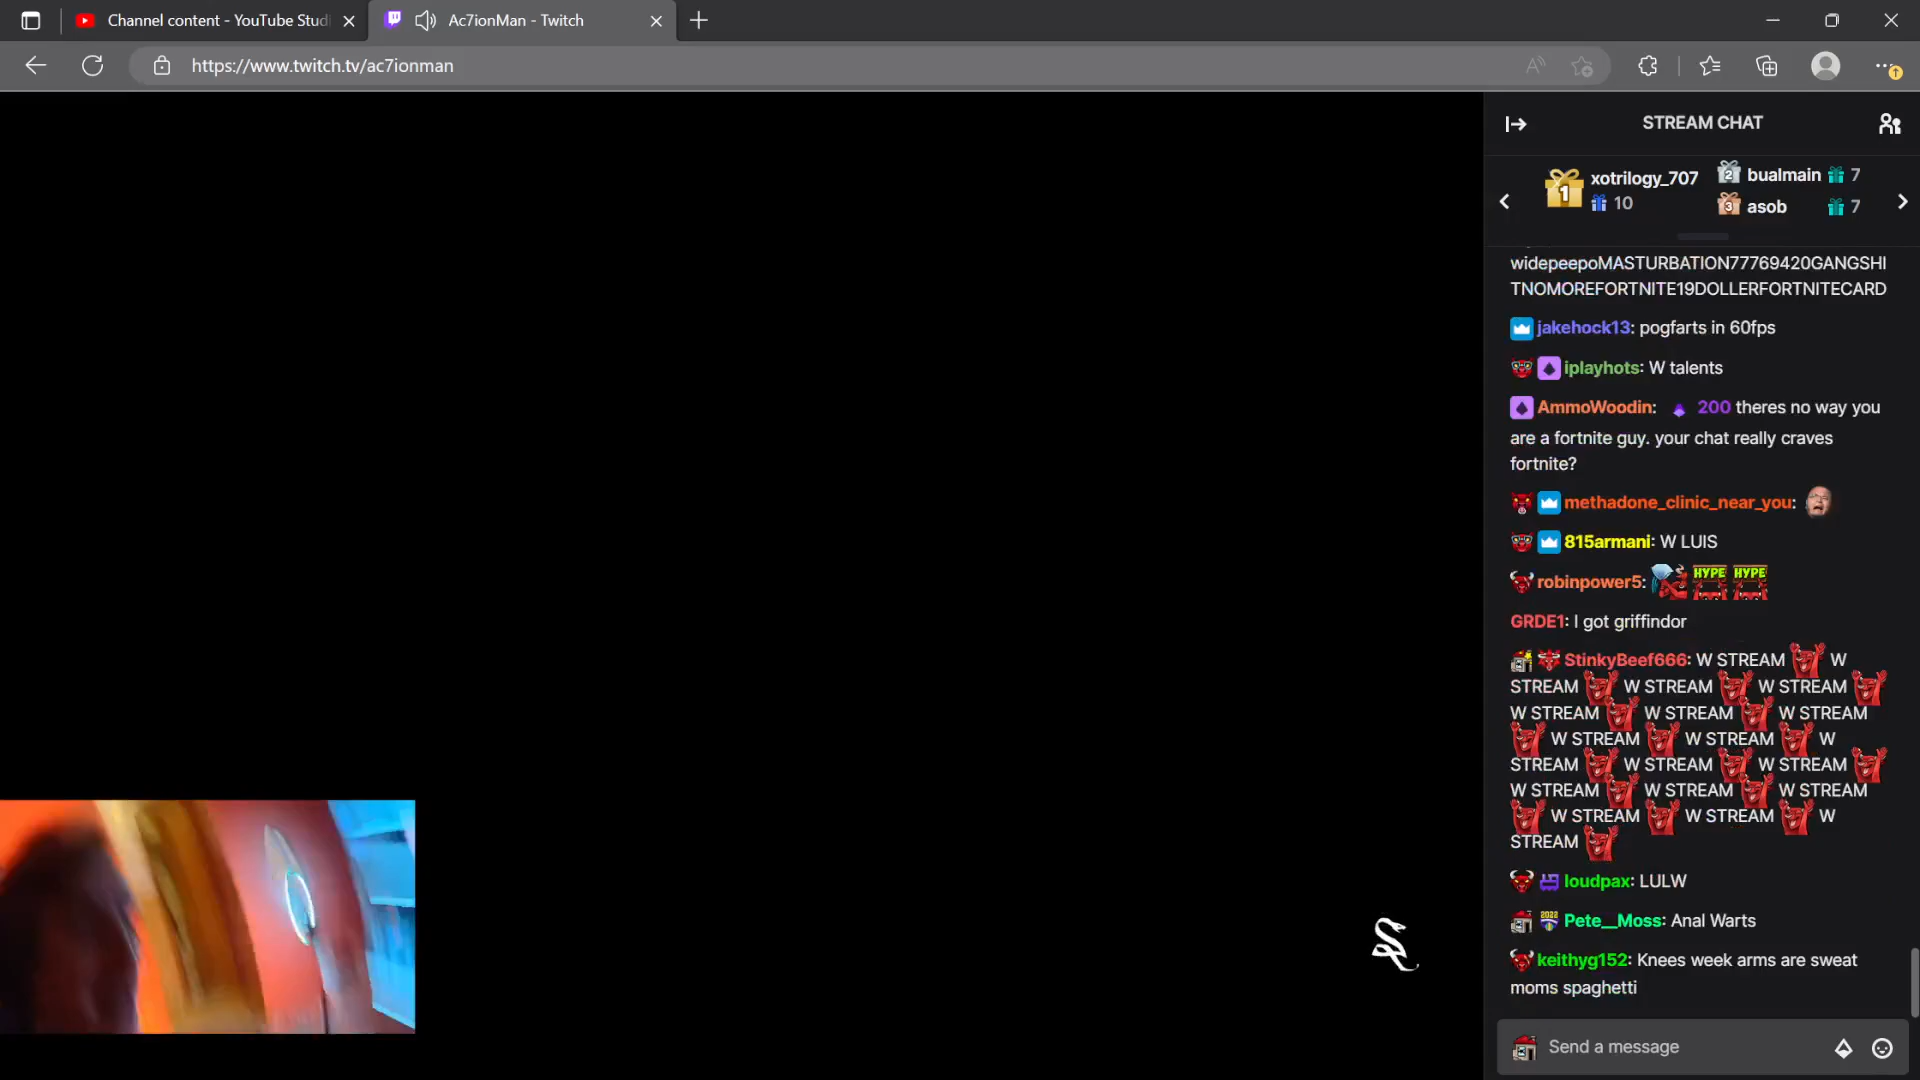 Channel content - YouTube Stud
Ac7ionMan - Twitch
https://www.twitch.tv/ac7ionman
STREAM CHAT
1 xotrilogy_707 10
2 bualmain 7
3 asob 7
widepeepoMASTURBATION77769420GANGSHI
TNOMOREFORTNITE19DOLLERFORTNITECARD
jakehock13: pogfarts in 60fps
iplayhots: W talents
AmmoWoodin: 200 theres no way you
are a fortnite guy. your chat really craves
fortnite?
methadone_clinic_near_you:
815armani: W LUIS
robinpower5: HYPE HYPE
GRDE1: I got griffindor
StinkyBeef666: W STREAM W
STREAM W STREAM W STREAM
W STREAM W STREAM W STREAM
W STREAM W STREAM W
STREAM W STREAM W STREAM
W STREAM W STREAM W STREAM
W STREAM W STREAM W
STREAM
loudpax: LULW
2022 Pete__Moss: Anal Warts
keithyg152: Knees week arms are sweat
moms spaghetti
Send a message